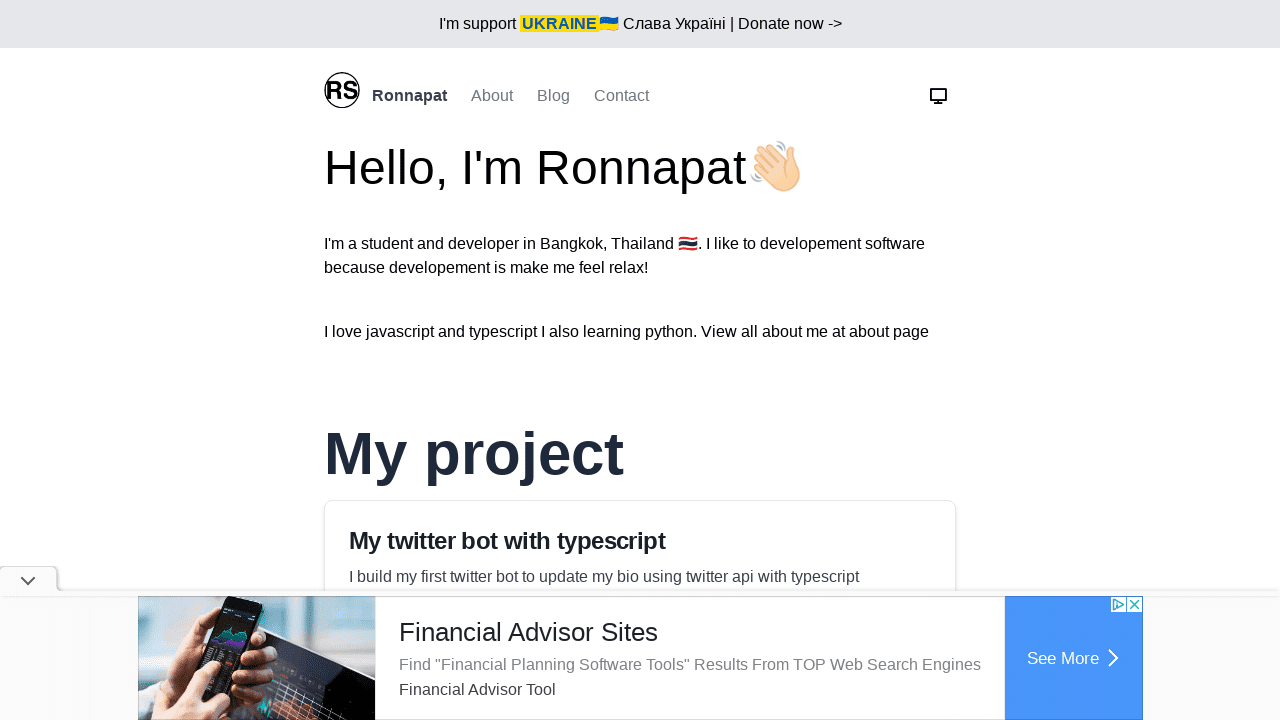 I'm support UKRAINE🇺🇦 Слава Україні | Donate now ->
RS Ronnapat About Blog Contact
Hello, I'm Ronnapat👋🏻
I'm a student and developer in Bangkok, Thailand 🇹🇭. I like to developement software
because developement is make me feel relax!
I love javascript and typescript I also learning python. View all about me at about page
My project
My twitter bot with typescript
I build my first twitter bot to update my bio using twitter api with typescript
Financial Advisor Sites
Find "Financial Planning Software Tools" Results From TOP Web Search Engines
Financial Advisor Tool
See More